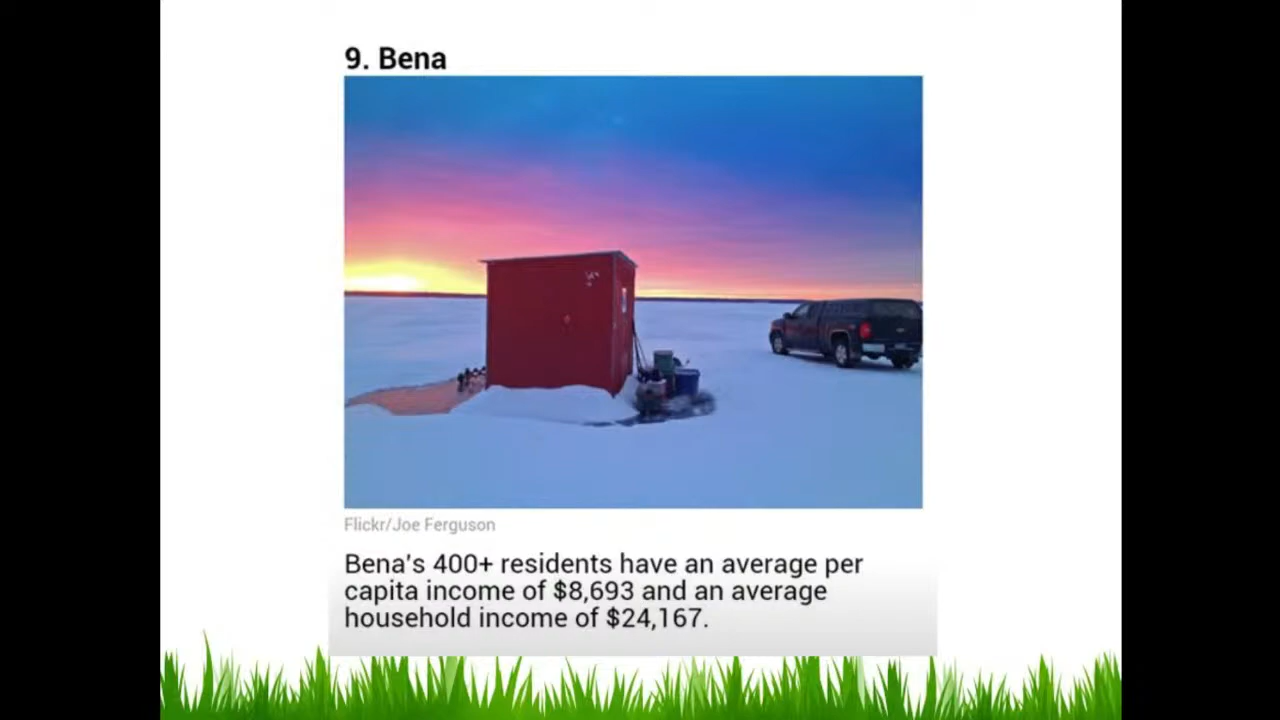 9. Bena
Flickr/Joe Ferguson
Bena's 400+ residents have an average per
capita income of $8,693 and an average
household income of $24,167.